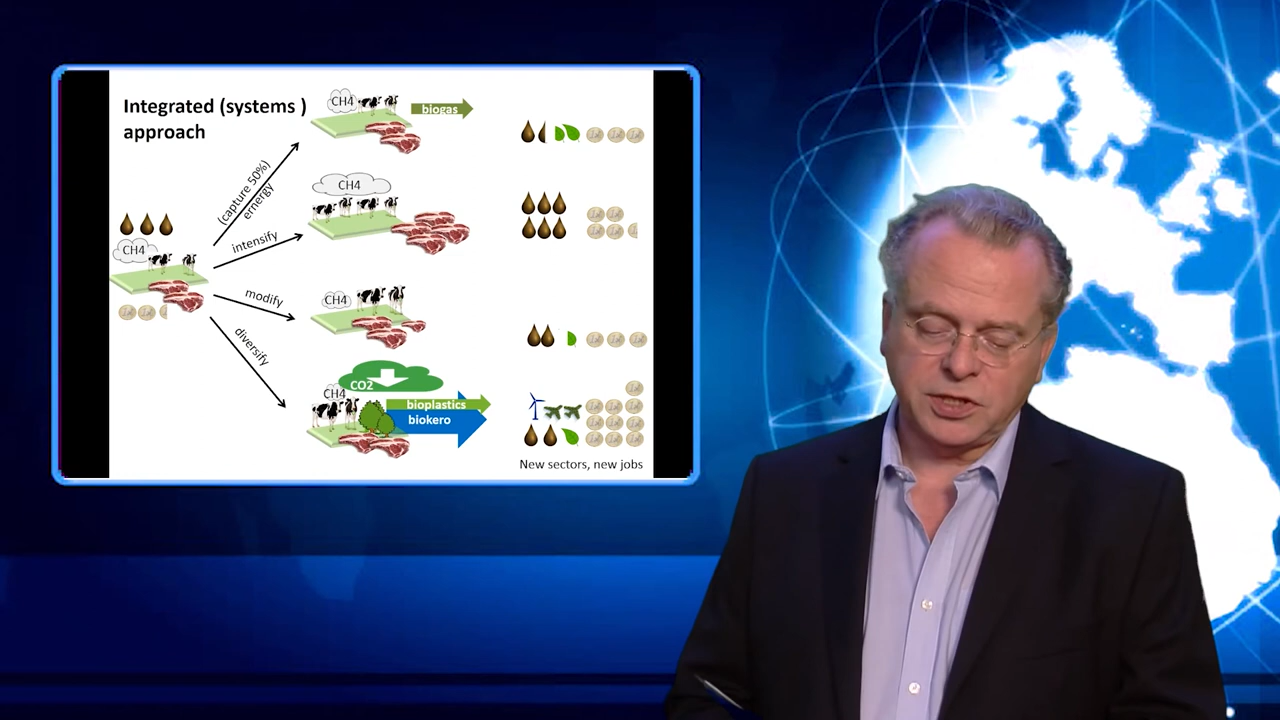 Integrated (systems )
approach
CH4
biogas
(capture 50%)
emergy
CH4
intensify
CH4
modify
CH4
diversify
CO2
CH4
bioplastics
biokero
New sectors, new jobs